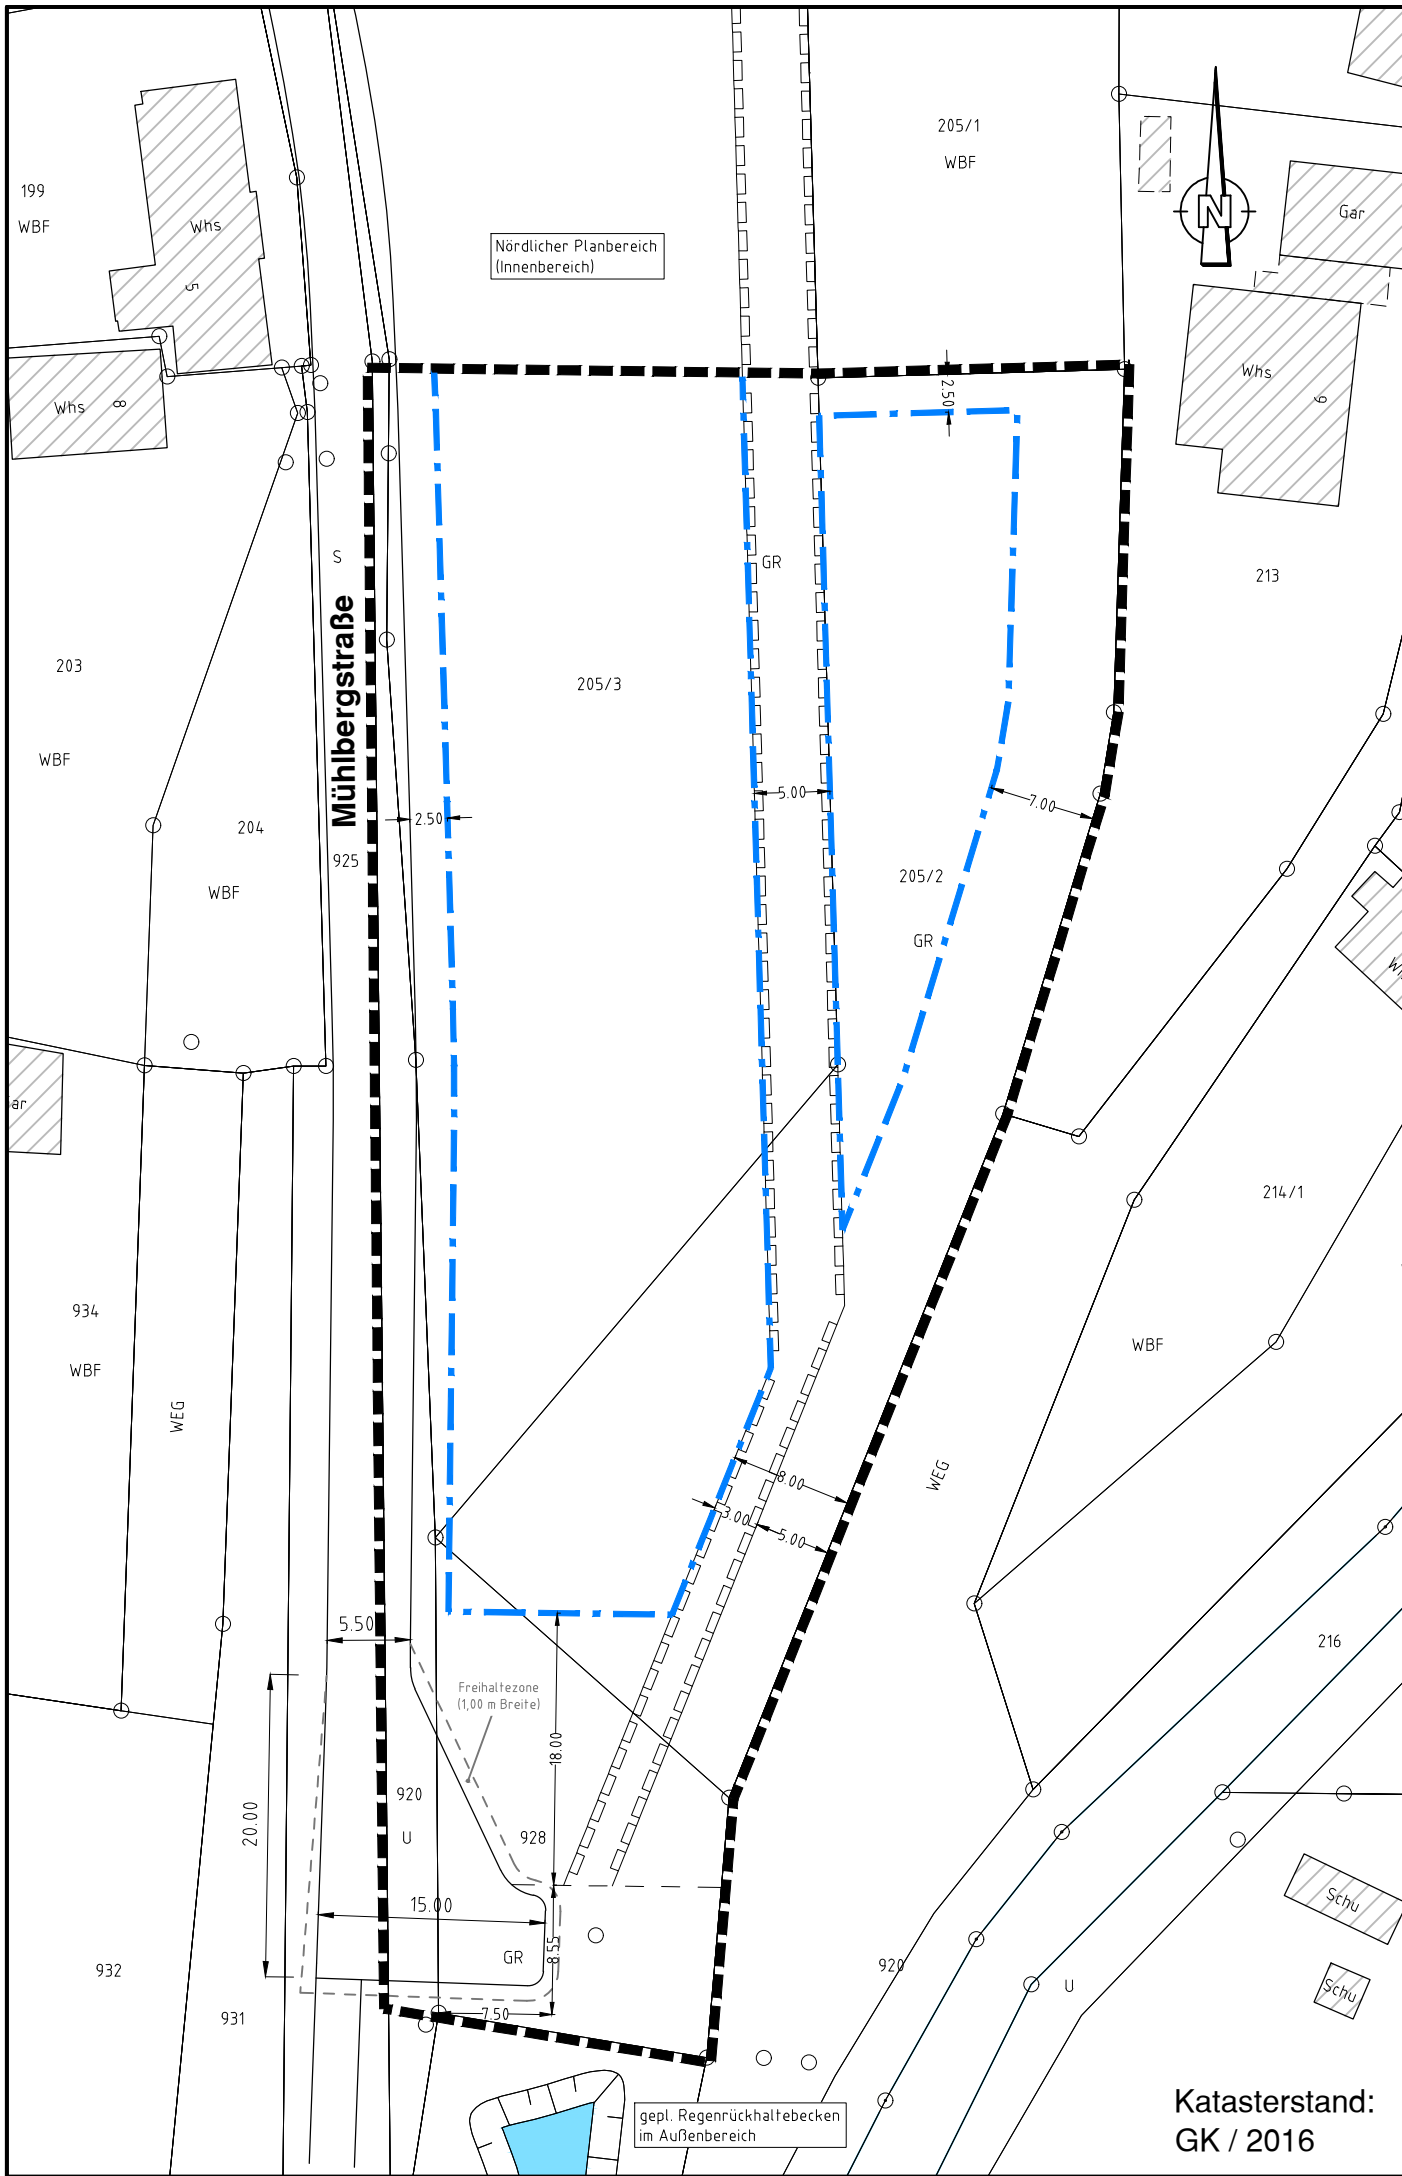 205/1
WBF
199
WBF
Whs
5
Nördlicher Planbereich
(Innenbereich)
N
Gar
Whs
9
Whs
8
2.50
S
GR
213
Mühlbergstraße
203
WBF
205/3
5.00
7.00
2.50
204
925
WBF
205/2
GR
ar
214/1
934
WBF
WBF
WEG
WEG
8.00
3.00
5.00
5.50
216
Freihaltezone
(1,00 m Breite)
18.00
20.00
920
U
928
15.00
GR
8.55
7.50
932
931
920
U
Schu
Schu
gepl. Regenrückhaltebecken
im Außenbereich
Katasterstand:
GK / 2016